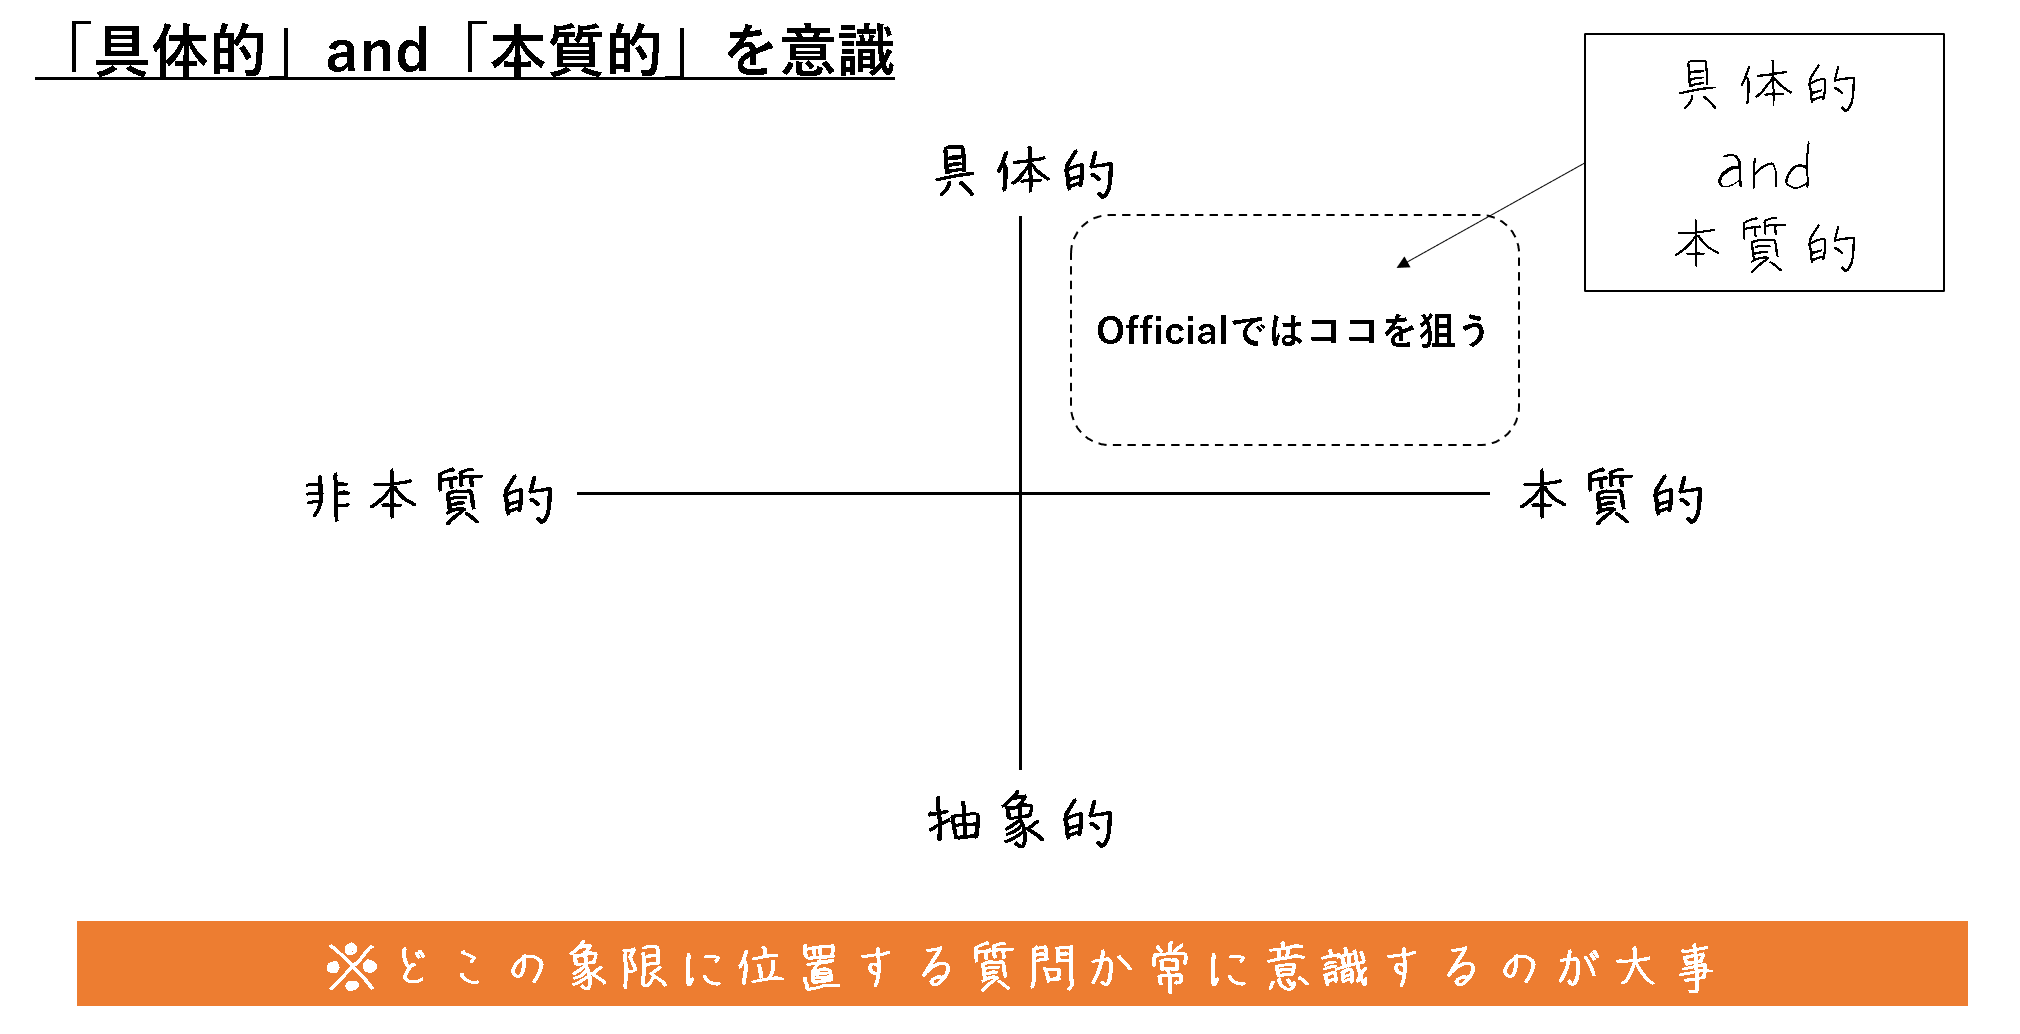 「具体的」and「本質的」を意識
具体的
and
本質的
具体的
Officialではココを狙う
非本質的
本質的
抽象的
※どこの象限に位置する質問か常に意識するのが大事